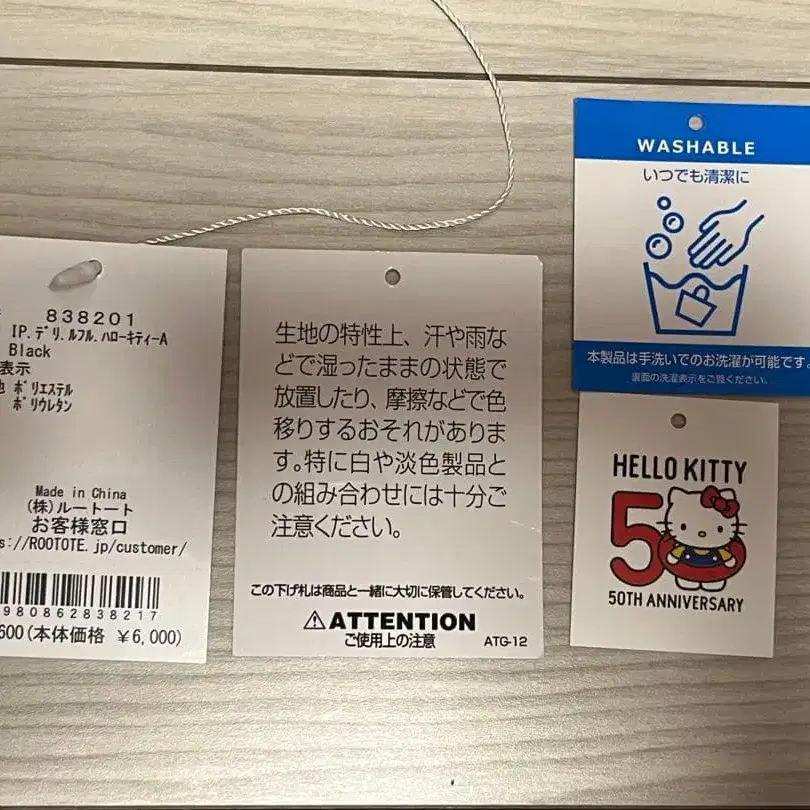 838201
IP.デリ.ルフル.ハローキティーA
Black
表示
ポリエステル
ポリウレタン
Made in China
(株)ルートート
お客様窓口
s://ROOTOTE.jp/customer/
980862838217
600(本体価格 ¥6,000)
生地の特性上、汗や雨な
どで湿ったままの状態で
放置したり、摩擦などで色
移りするおそれがありま
す。特に白や淡色製品と
の組み合わせには十分ご
注意ください。
この下げ札は商品と一緒に大切に保管してください。
⚠ATTENTION
ご使用上の注意
ATG-12
WASHABLE
いつでも清潔に
本製品は手洗いでのお洗濯が可能です。
裏面の洗濯表示をご覧ください。
HELLO KITTY
50
50TH ANNIVERSARY